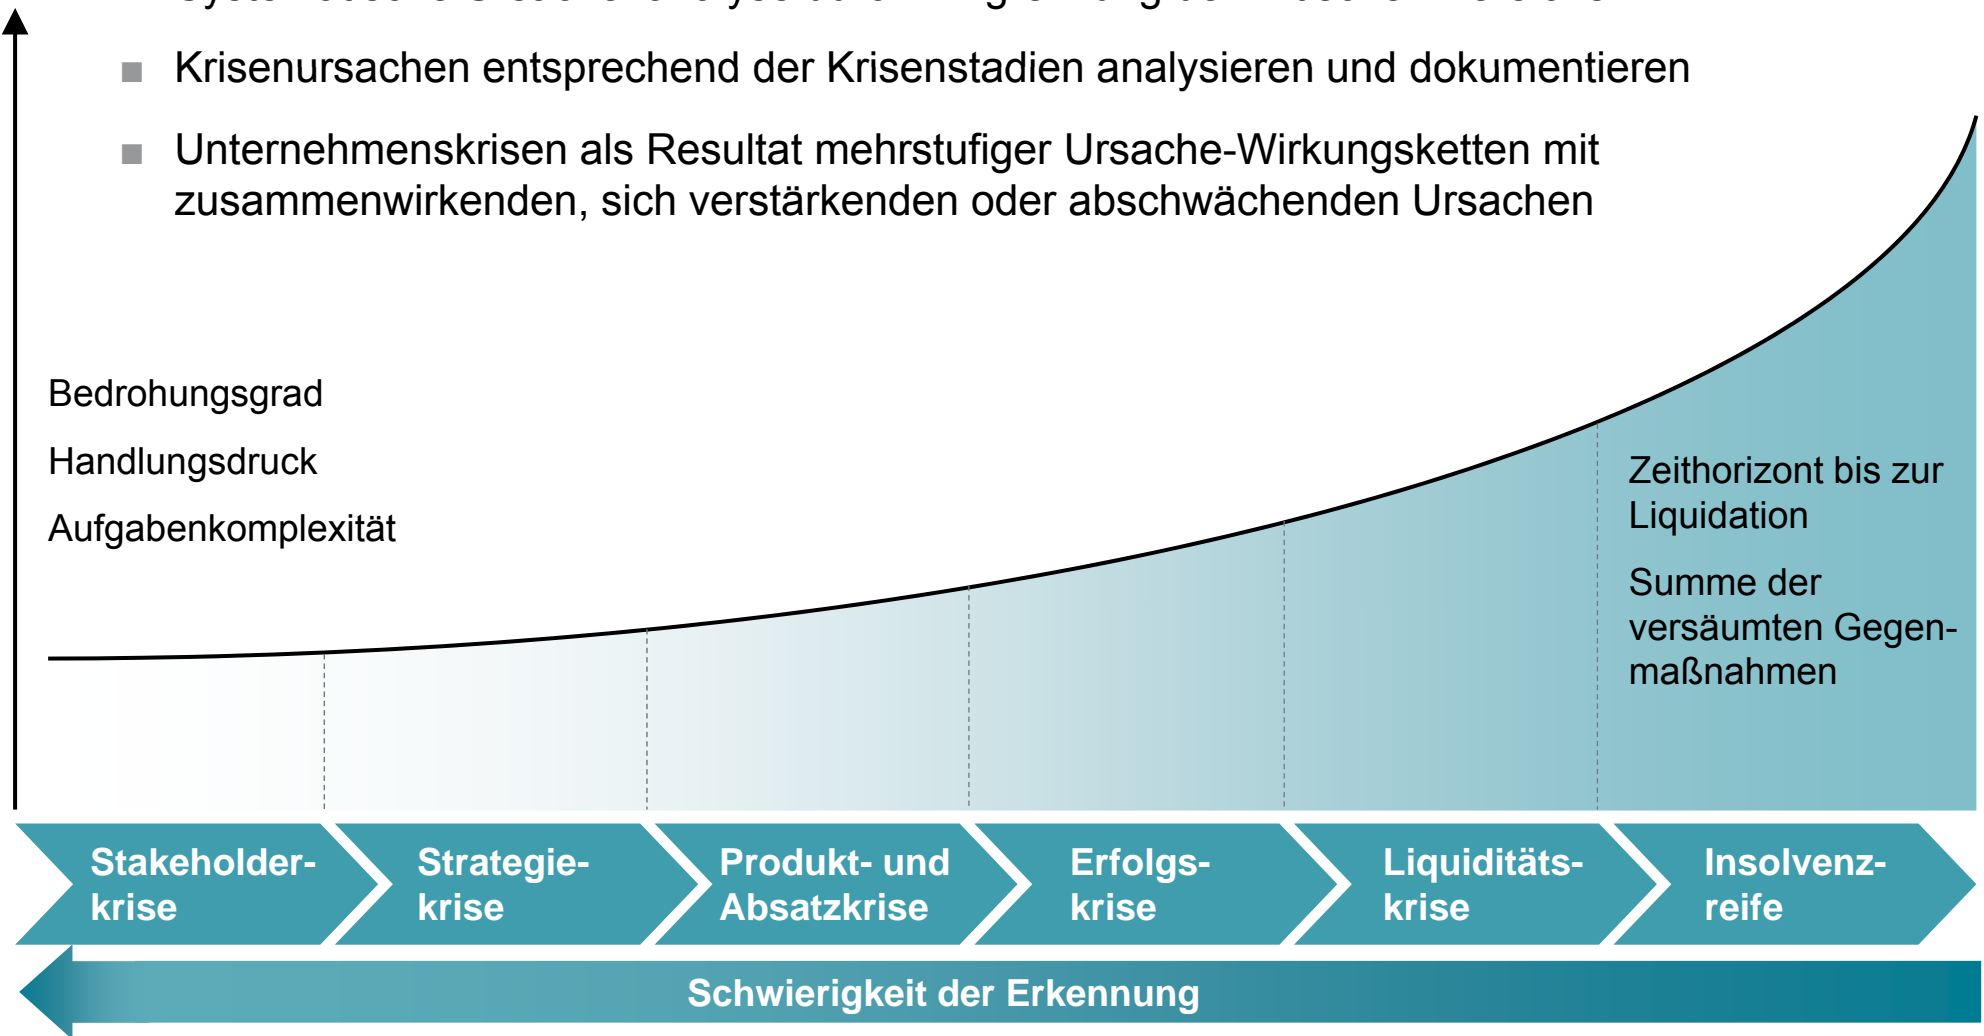 Krisenursachen entsprechend der Krisenstadien analysieren und dokumentieren
Unternehmenskrisen als Resultat mehrstufiger Ursache-Wirkungsketten mit
zusammenwirkenden, sich verstärkenden oder abschwächenden Ursachen
Bedrohungsgrad
Handlungsdruck
Aufgabenkomplexität
Zeithorizont bis zur
Liquidation
Summe der
versäumten Gegen-
maßnahmen
Stakeholder-
krise
Strategie-
krise
Produkt- und
Absatzkrise
Erfolgs-
krise
Liquiditäts-
krise
Insolvenz-
reife
Schwierigkeit der Erkennung